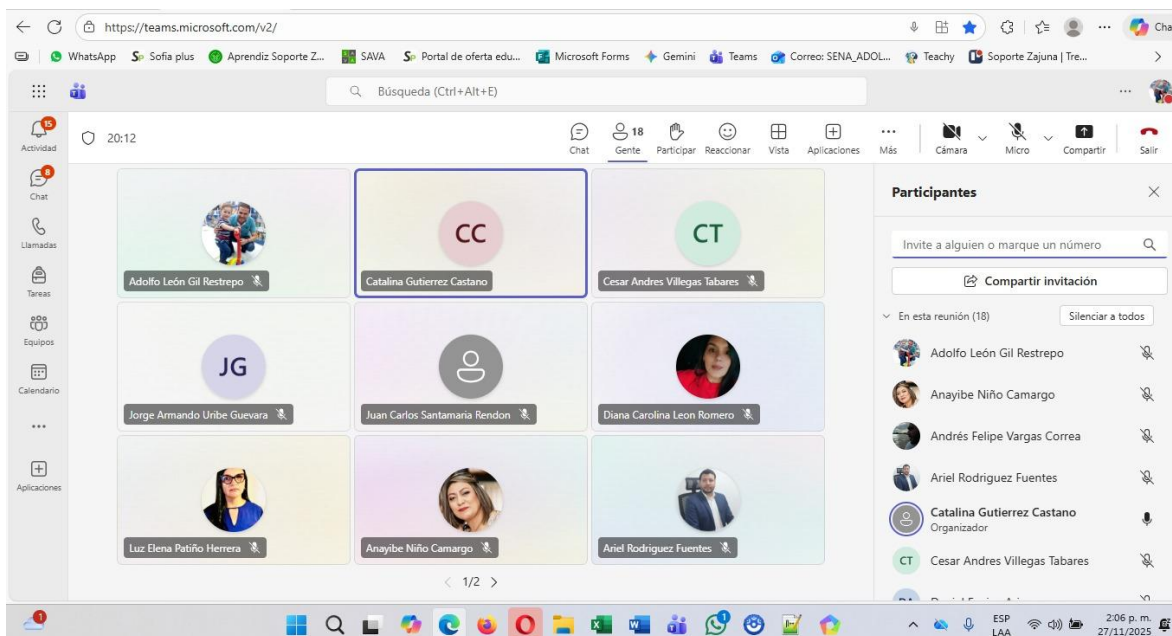 https://teams.microsoft.com/v2/
Cha
WhatsApp Sofia plus Aprendiz Soporte Z... SAVA Portal de oferta edu... Microsoft Forms Gemini Teams Correo: SENA_ADOL... Teachy Soporte Zajuna | Tre...
Búsqueda (Ctrl+Alt+E)
15
Actividad
20:12
Chat
18
Gente
Participar
Reaccionar
Vista
Aplicaciones
Más
Cámara
Micro
Compartir
Salir
8
Chat
Llamadas
Tareas
Equipos
Calendario
Aplicaciones
Adolfo León Gil Restrepo
CC
Catalina Gutierrez Castano
CT
Cesar Andres Villegas Tabares
JG
Jorge Armando Uribe Guevara
Juan Carlos Santamaria Rendon
Diana Carolina Leon Romero
Luz Elena Patiño Herrera
Anayibe Niño Camargo
Ariel Rodriguez Fuentes
1/2
Participantes
Invite a alguien o marque un número
Compartir invitación
En esta reunión (18)
Silenciar a todos
Adolfo León Gil Restrepo
Anayibe Niño Camargo
Andrés Felipe Vargas Correa
Ariel Rodriguez Fuentes
Catalina Gutierrez Castano
Organizador
CT Cesar Andres Villegas Tabares
1
ESP
LAA
2:06 p. m.
27/11/2025